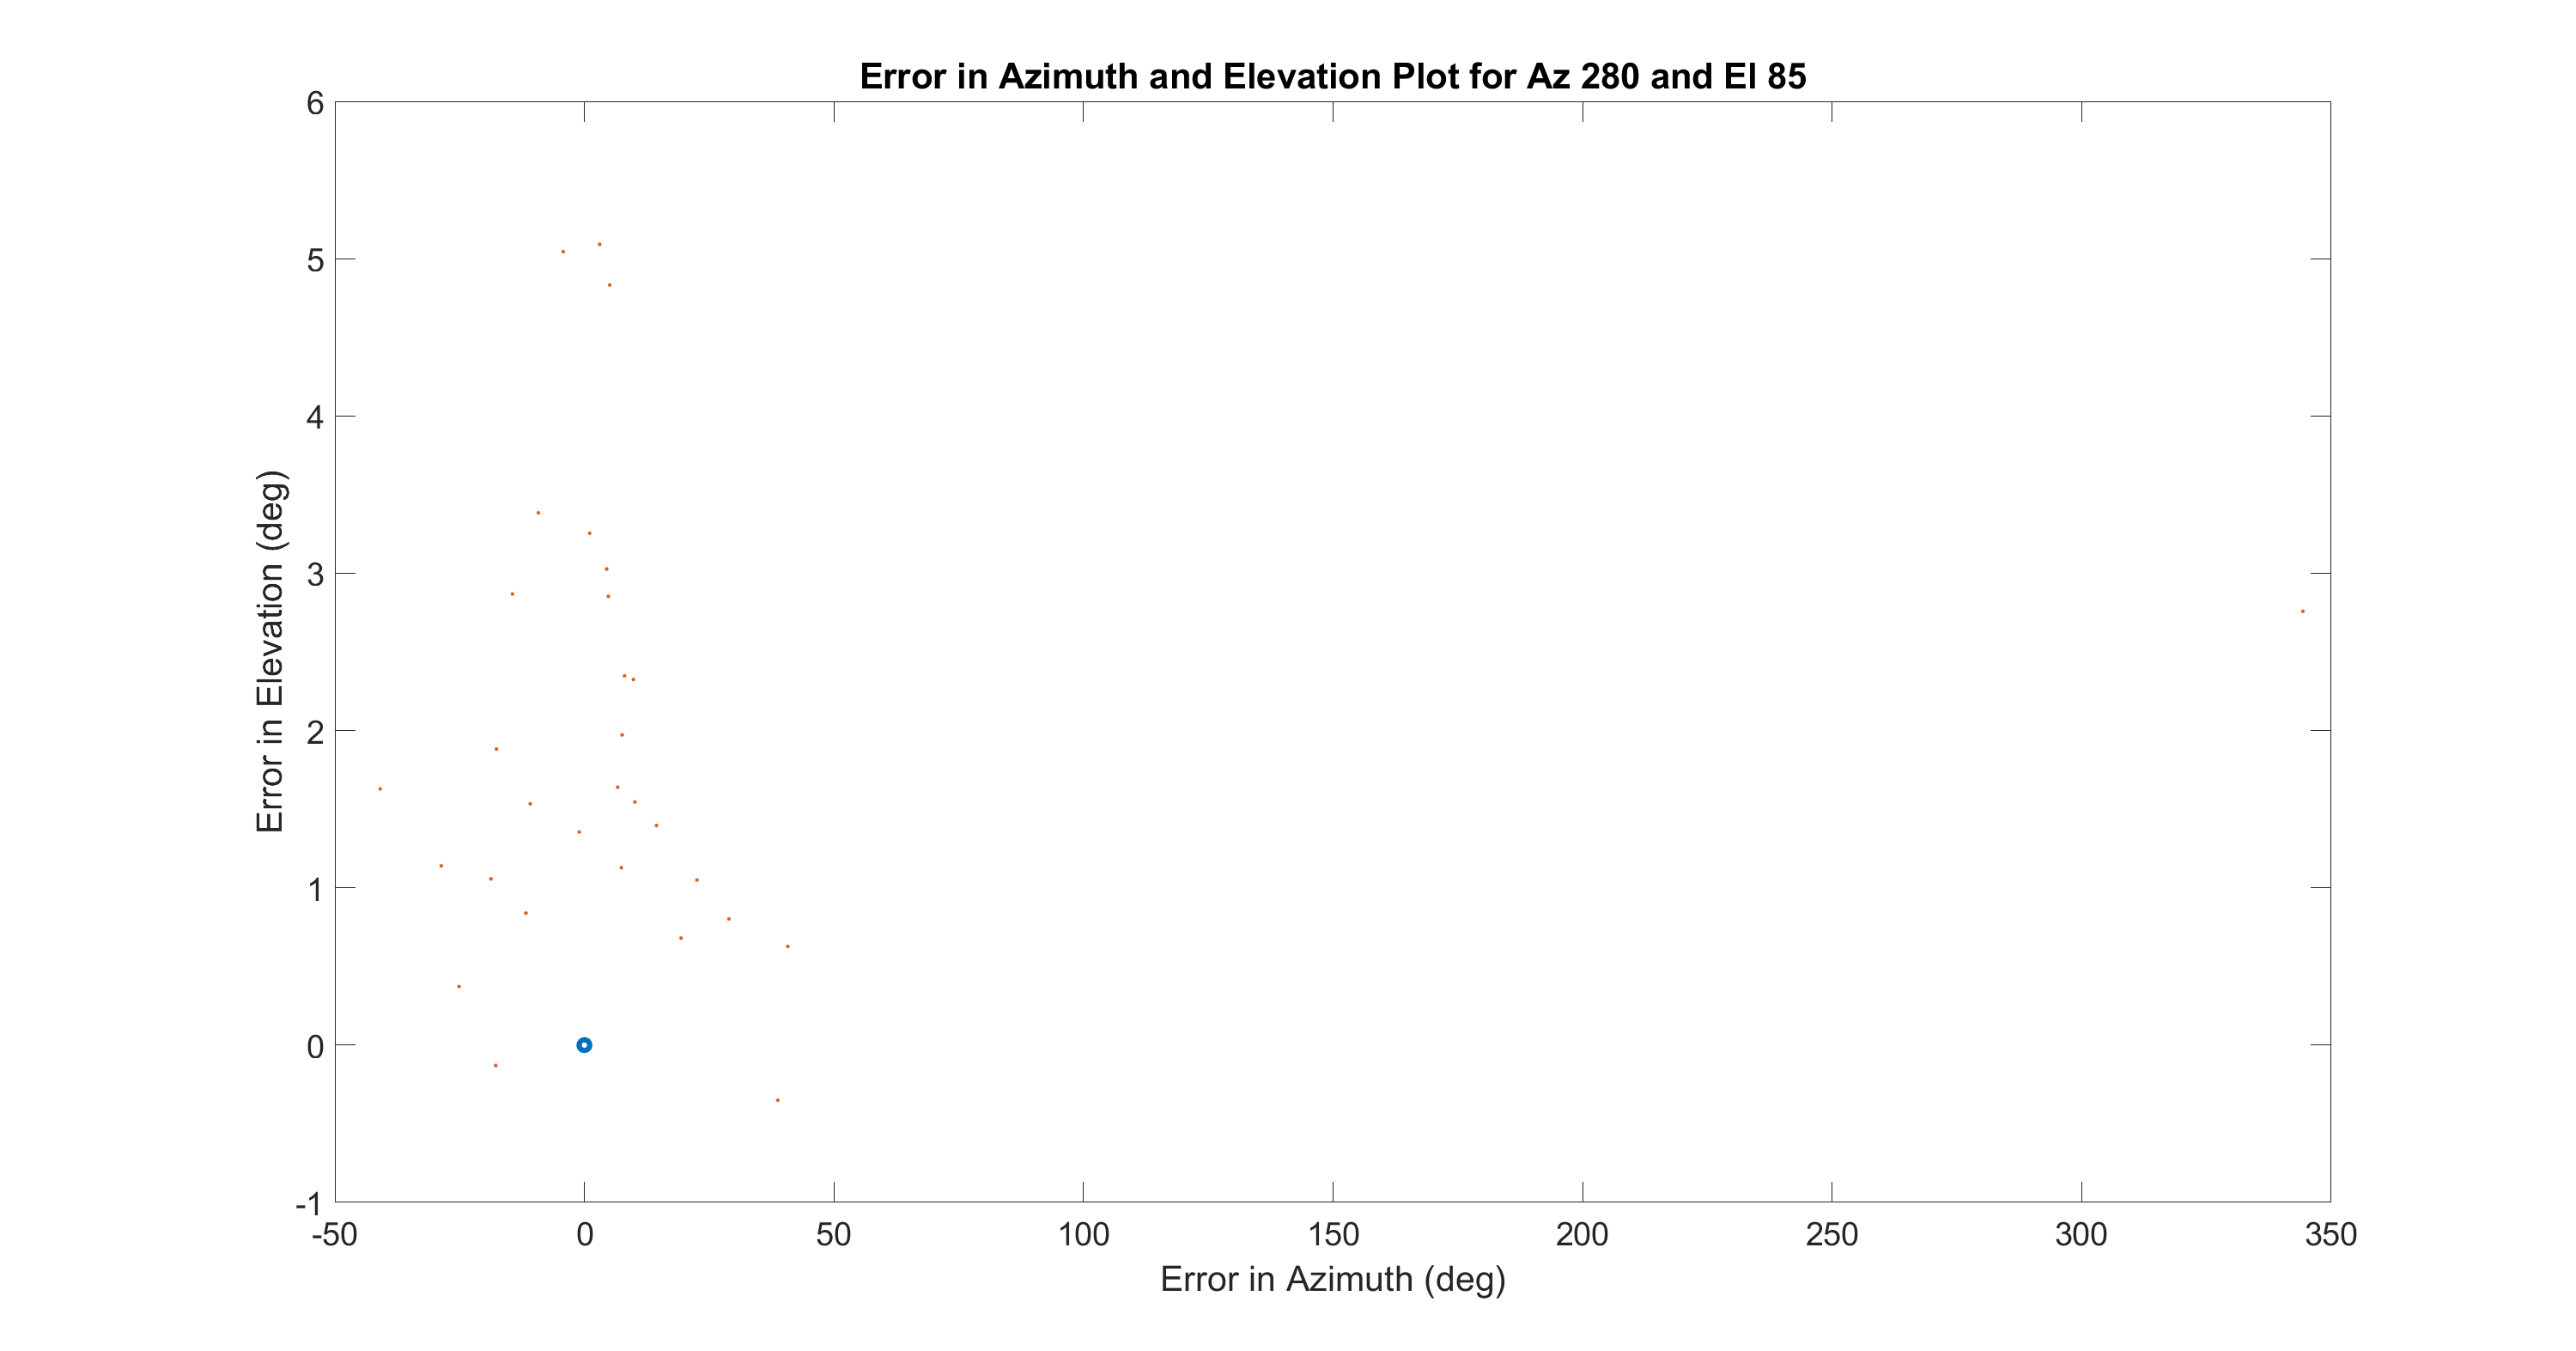 Error in Azimuth and Elevation Plot for Az 280 and El 85
6
5
4
3
2
1
0
-1
Error in Elevation (deg)
-50 0 50 100 150 200 250 300 350
Error in Azimuth (deg)